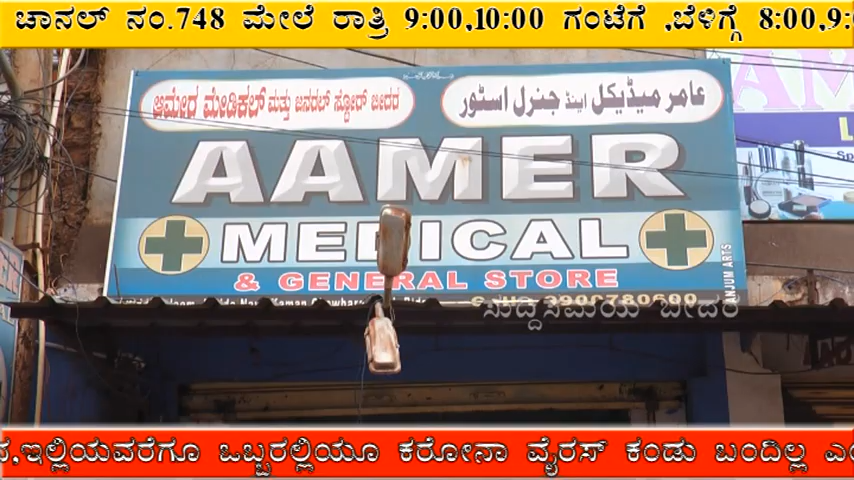 ಚಾನಲ್ ನಂ.748 ಮೇಲೆ ರಾತ್ರಿ 9:00,10:00 ಗಂಟೆಗೆ ,ಬೆಳಿಗ್ಗೆ 8:00,9:
ಆಮೇರ ಮೇಡಿಕಲ್ ಮತ್ತು ಜನರಲ್ ಸ್ಟೋರ್ ಬೀದರ
عامر میڈیکل اینڈ جنرل اسٹور
AAMER
MEDICAL
& GENERAL STORE
ANJUM ARTS
ಸುದ್ದಿಸಮಯ ಬೀದರ
,ಇಲ್ಲಿಯವರೆಗೂ ಒಬ್ಬರಲ್ಲಿಯೂ ಕರೋನಾ ವೈರಸ್ ಕಂಡು ಬಂದಿಲ್ಲ